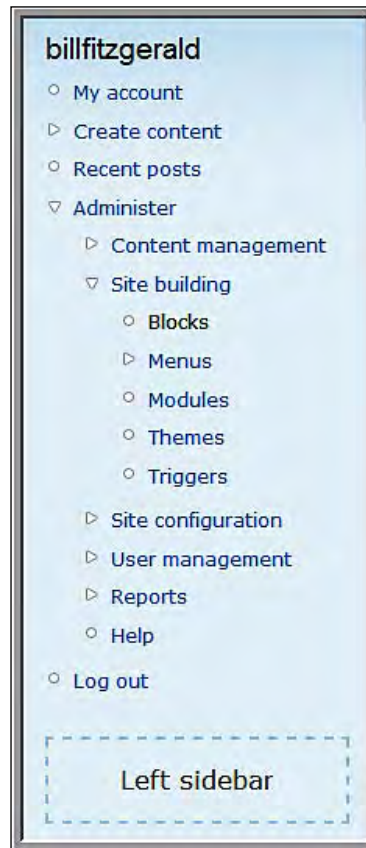 billfitzgerald
My account
Create content
Recent posts
Administer
Content management
Site building
Blocks
Menus
Modules
Themes
Triggers
Site configuration
User management
Reports
Help
Log out
Left sidebar